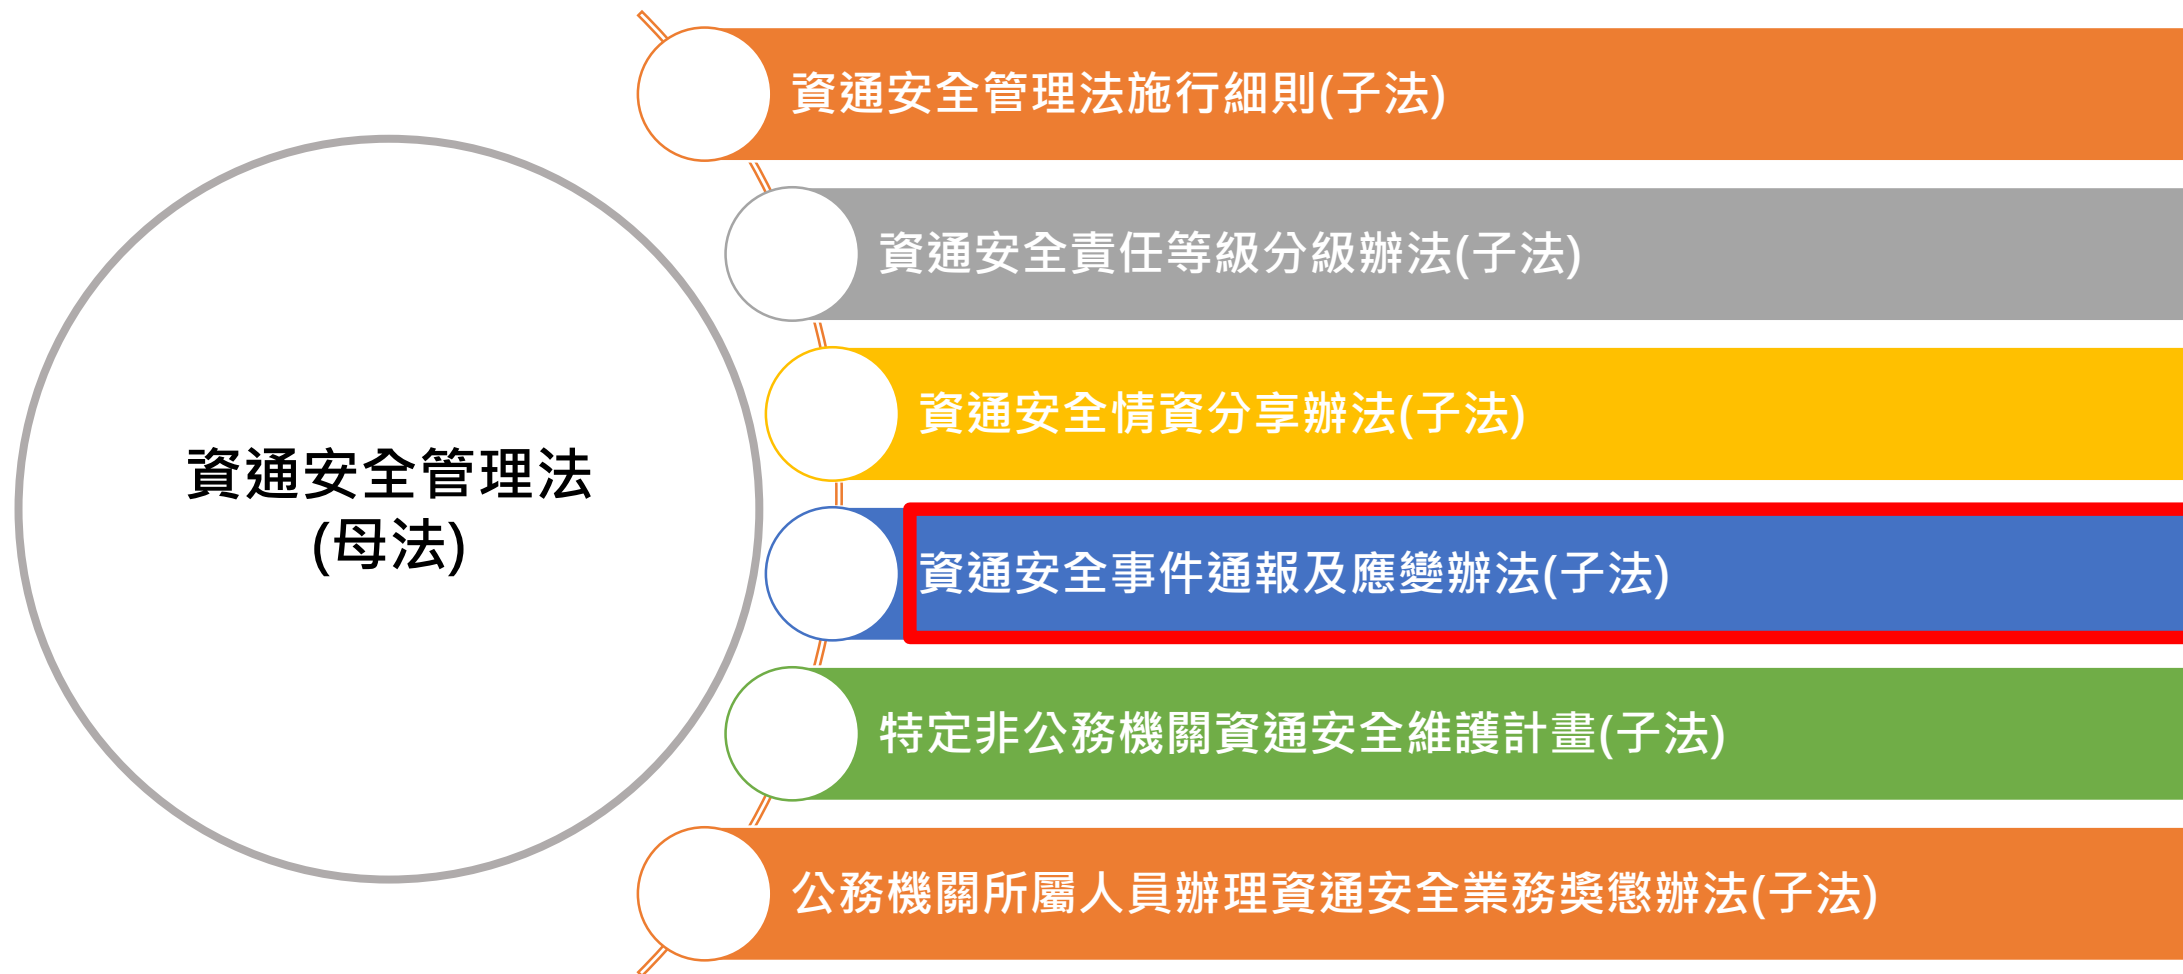 資通安全管理法
(母法)
資通安全管理法施行細則(子法)
資通安全責任等級分級辦法(子法)
資通安全情資分享辦法(子法)
資通安全事件通報及應變辦法(子法)
特定非公務機關資通安全維護計畫(子法)
公務機關所屬人員辦理資通安全業務獎懲辦法(子法)